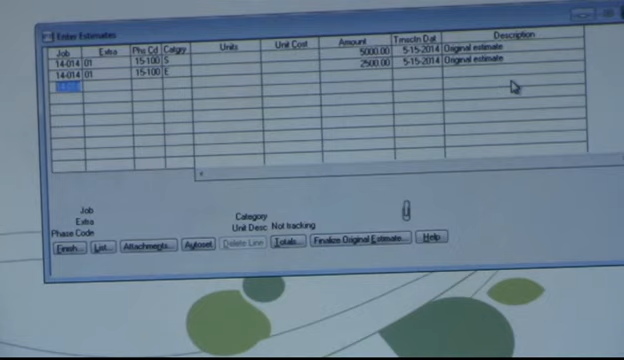 Enter Estimates
Job Extra Phs Cd Catgry Units Unit Cost Amount Trnsctn Dat Description
14-014 01 15-100 S 5000.00 5-15-2014 Original estimate
14-014 01 15-100 E 2500.00 5-15-2014 Original estimate
14-014
Job
Extra
Phase Code
Category
Unit Desc Not tracking
Finish... List... Attachments... Autoset Delete Line Totals... Finalize Original Estimate... Help